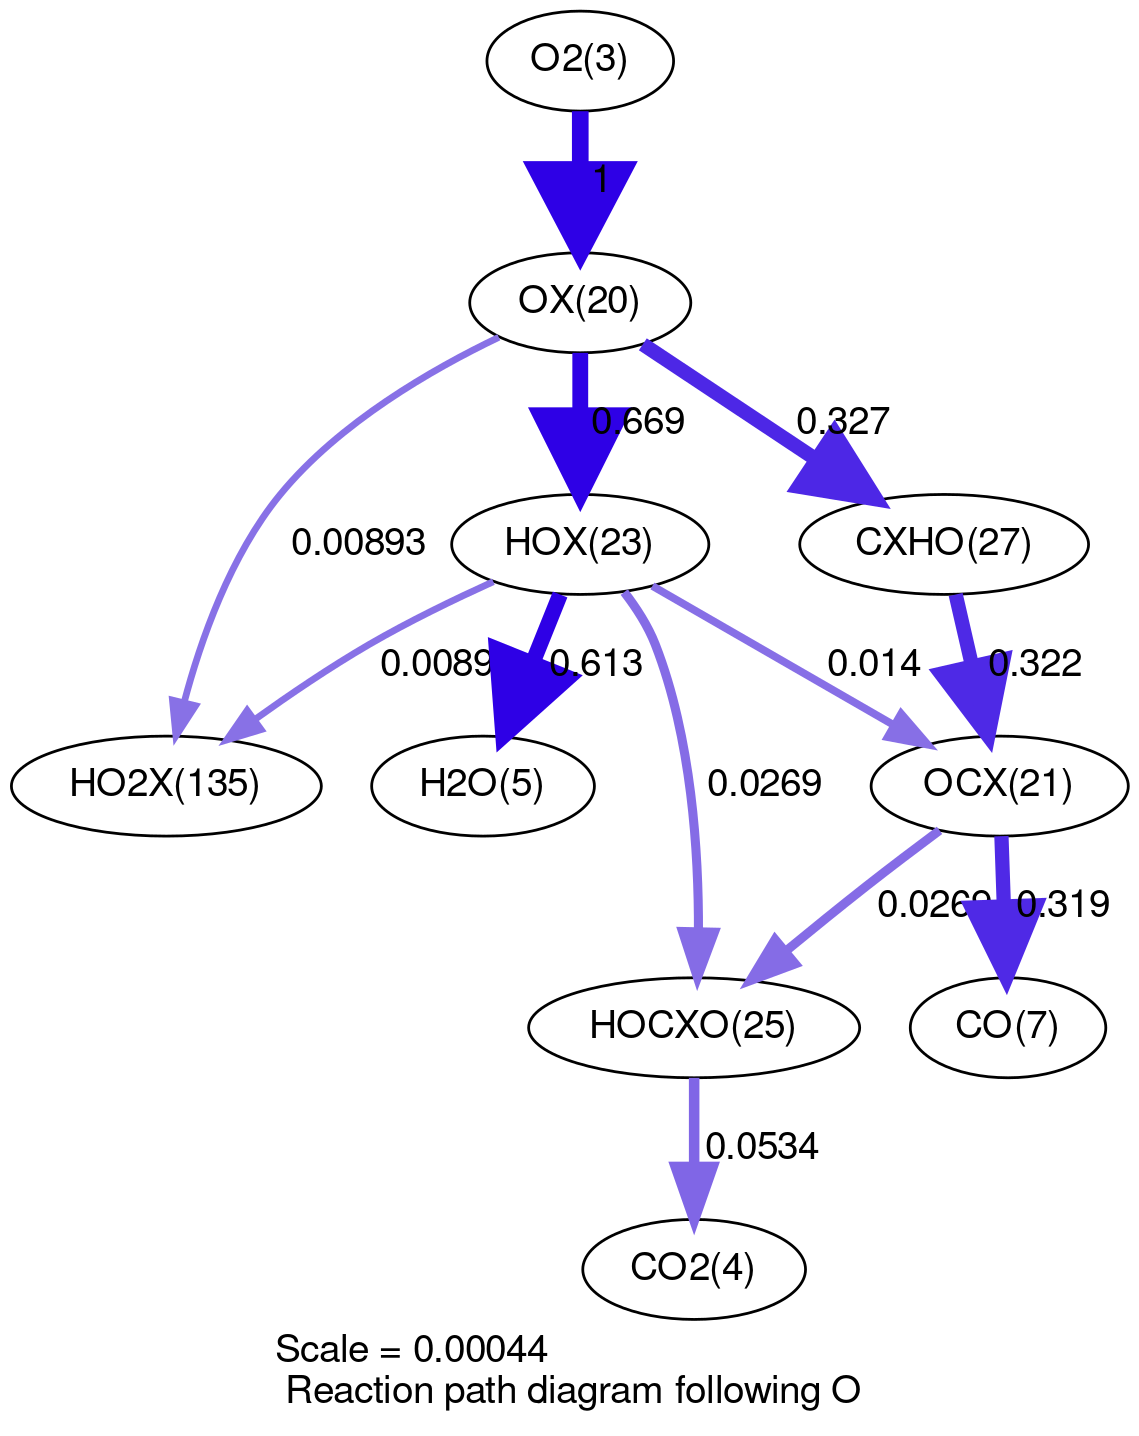 O2(3)
1
OX(20)
0.669
0.327
0.00893
HOX(23)
CXHO(27)
0.613
0.014
0.322
HO2X(135)
H2O(5)
0.0269
OCX(21)
0.319
HOCXO(25)
CO(7)
0.0534
CO2(4)
Scale = 0.00044
Reaction path diagram following O